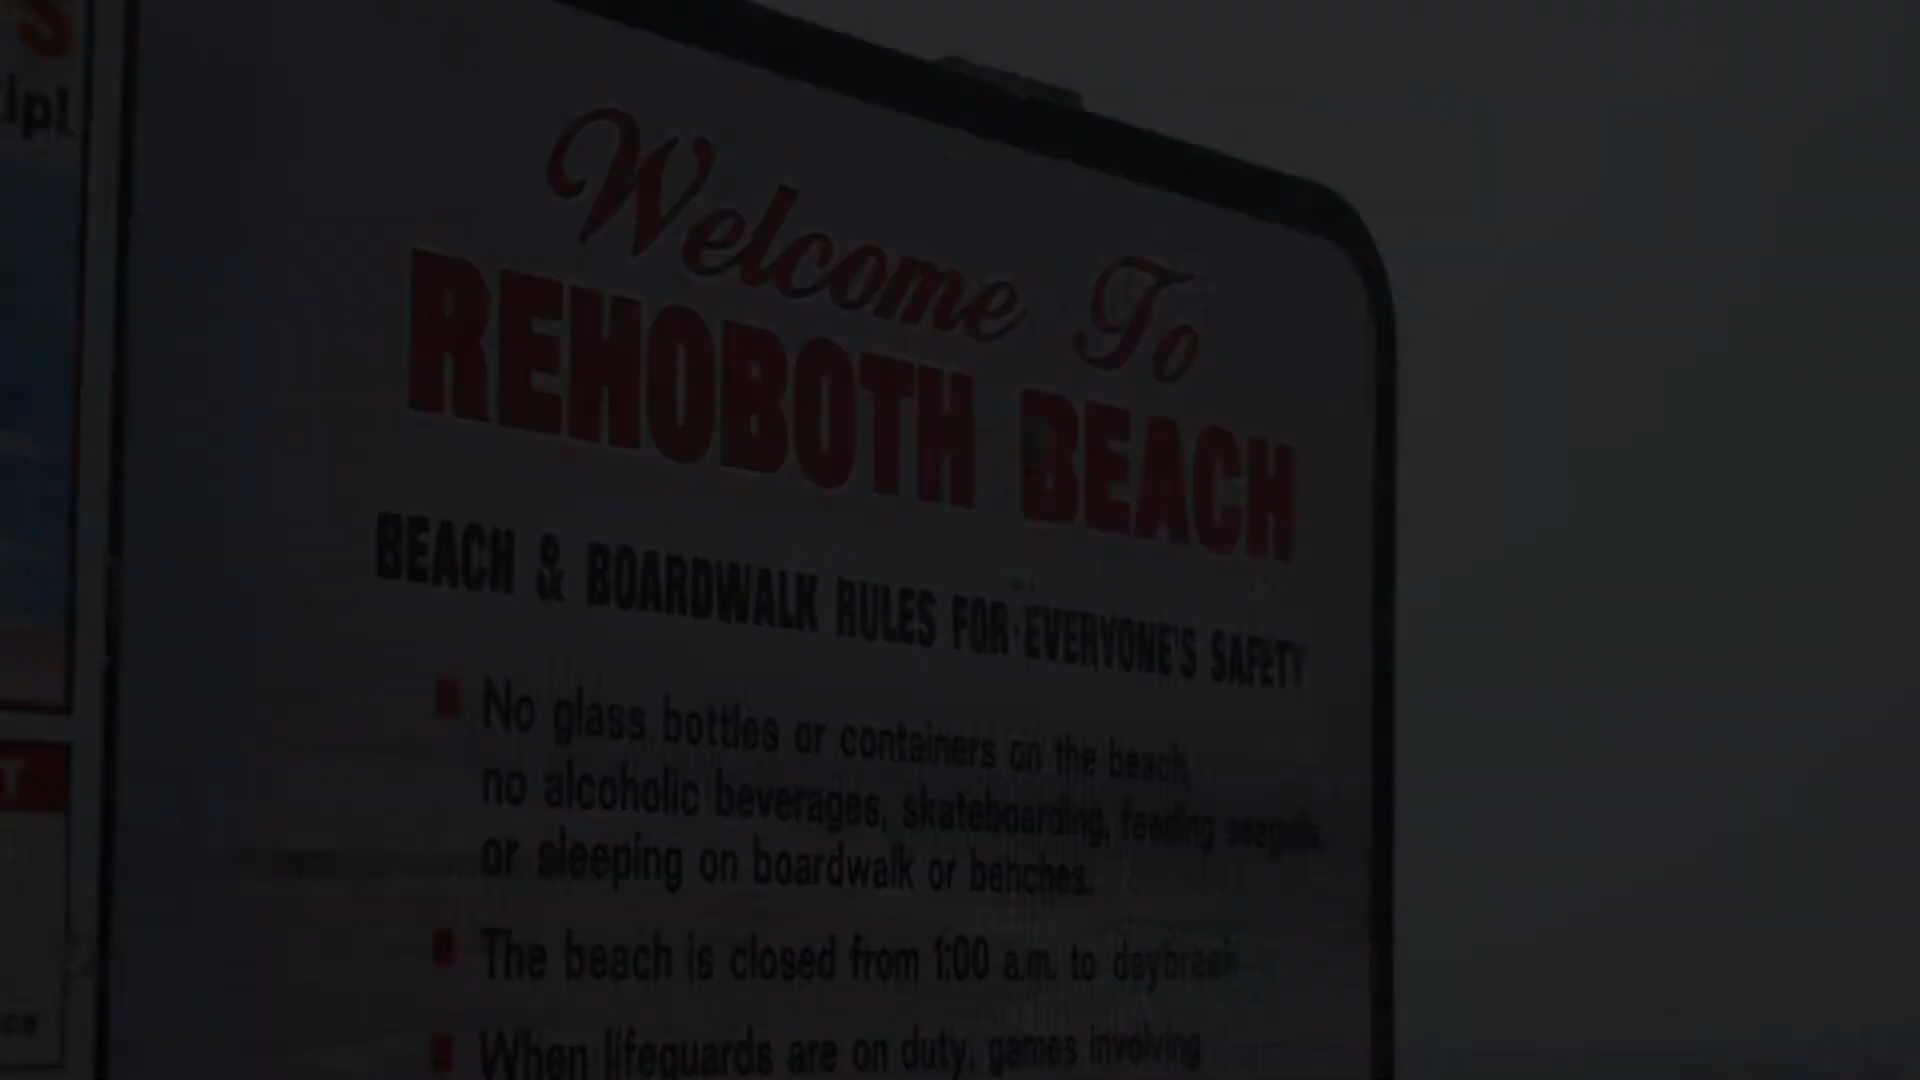 S
ipl
Welcome To
REHOBOTH BEACH
BEACH & BOARDWALK RULES FOR EVERYONE'S SAFETY
No glass bottles or containers on the beach,
no alcoholic beverages, skateboarding, feeding seagulls,
or sleeping on boardwalk or benches.
The beach is closed from 1:00 a.m. to daybreak
When lifeguards are on duty, games involving
T
ce